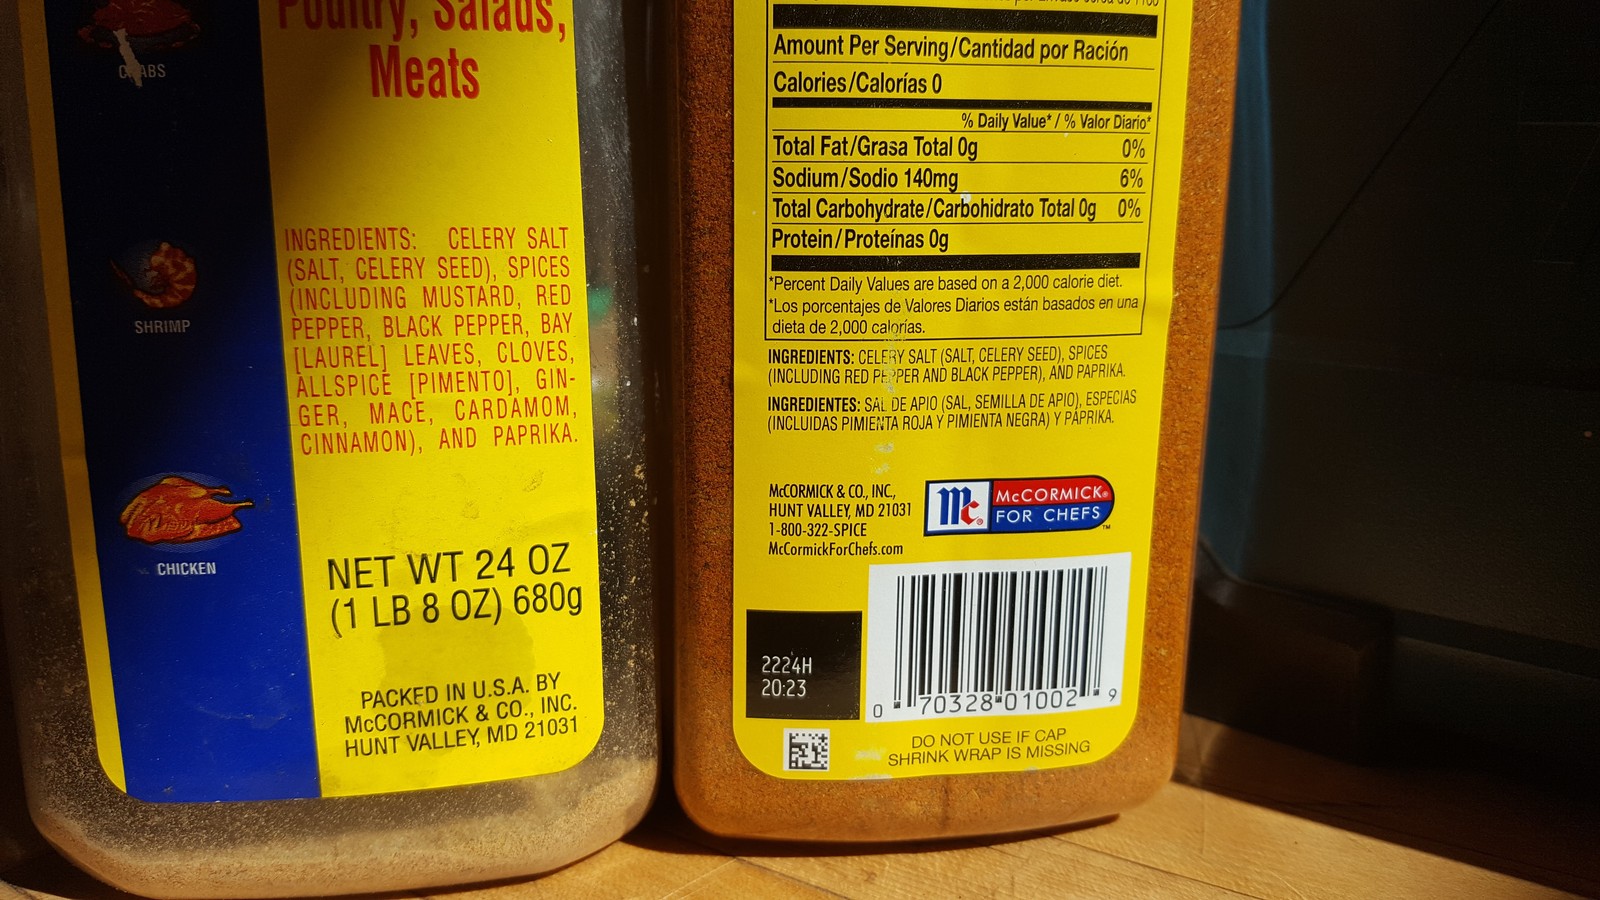 CRABS
SHRIMP
CHICKEN
Poultry, Salads,
Meats
INGREDIENTS: CELERY SALT
(SALT, CELERY SEED), SPICES
(INCLUDING MUSTARD, RED
PEPPER, BLACK PEPPER, BAY
[LAUREL] LEAVES, CLOVES,
ALLSPICE [PIMENTO], GIN-
GER, MACE, CARDAMOM,
CINNAMON), AND PAPRIKA.
NET WT 24 OZ
(1 LB 8 OZ) 680g
PACKED IN U.S.A. BY
McCORMICK & CO., INC.
HUNT VALLEY, MD 21031
Amount Per Serving/Cantidad por Ración
Calories/Calorías 0
% Daily Value* / % Valor Diario*
Total Fat/Grasa Total 0g 0%
Sodium/Sodio 140mg 6%
Total Carbohydrate/Carbohidrato Total 0g 0%
Protein/Proteínas 0g
*Percent Daily Values are based on a 2,000 calorie diet.
*Los porcentajes de Valores Diarios están basados en una
dieta de 2,000 calorías.
INGREDIENTS: CELERY SALT (SALT, CELERY SEED), SPICES
(INCLUDING RED PEPPER AND BLACK PEPPER), AND PAPRIKA.
INGREDIENTES: SAL DE APIO (SAL, SEMILLA DE APIO), ESPECIAS
(INCLUIDAS PIMIENTA ROJA Y PIMIENTA NEGRA) Y PAPRIKA.
McCORMICK & CO., INC.,
HUNT VALLEY, MD 21031
1-800-322-SPICE
McCormickForChefs.com
Mc® McCORMICK®
FOR CHEFS™
2224H
20:23
0 70328 01002 9
DO NOT USE IF CAP
SHRINK WRAP IS MISSING